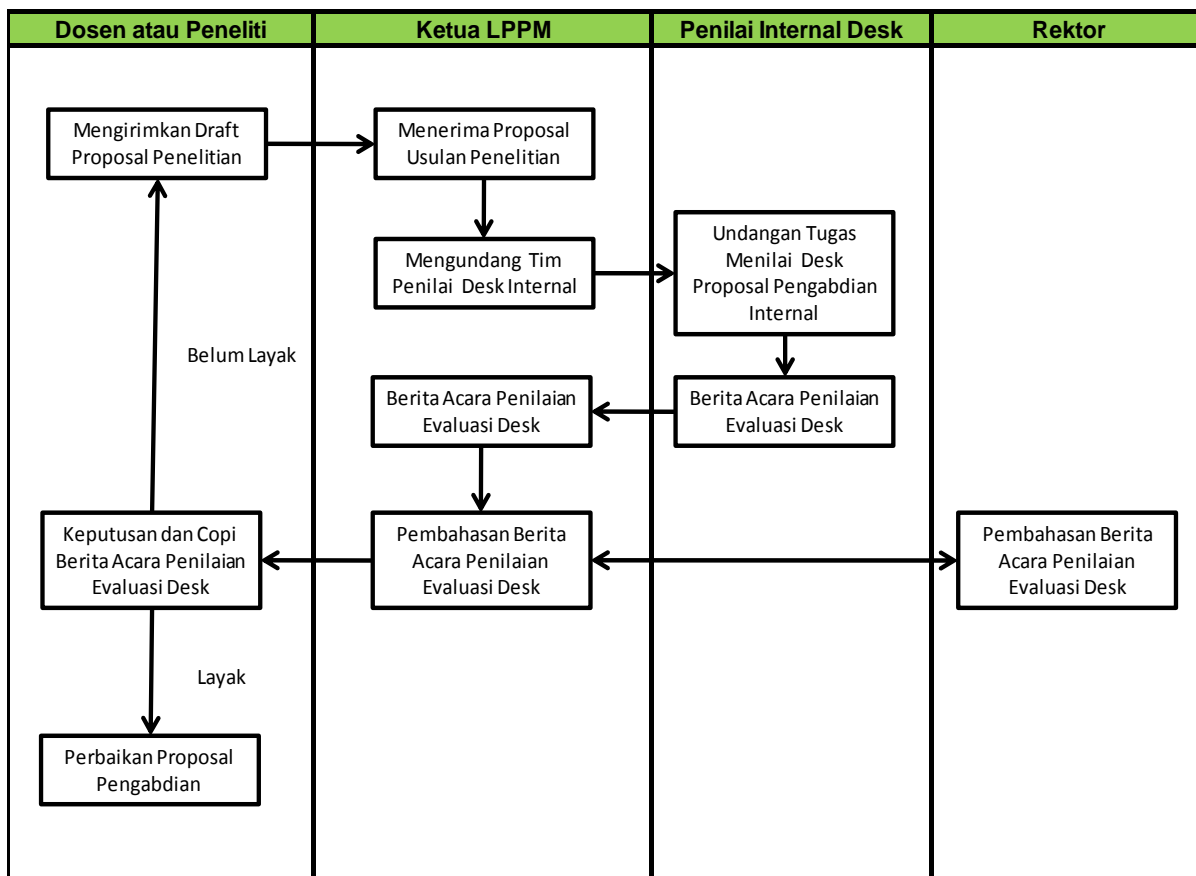 Dosen atau Peneliti
Ketua LPPM
Penilai Internal Desk
Rektor
Mengirimkan Draft
Proposal Penelitian
Menerima Proposal
Usulan Penelitian
Mengundang Tim
Penilai Desk Internal
Undangan Tugas
Menilai Desk
Proposal Pengabdian
Internal
Belum Layak
Berita Acara Penilaian
Evaluasi Desk
Berita Acara Penilaian
Evaluasi Desk
Keputusan dan Copi
Berita Acara Penilaian
Evaluasi Desk
Pembahasan Berita
Acara Penilaian
Evaluasi Desk
Pembahasan Berita
Acara Penilaian
Evaluasi Desk
Layak
Perbaikan Proposal
Pengabdian